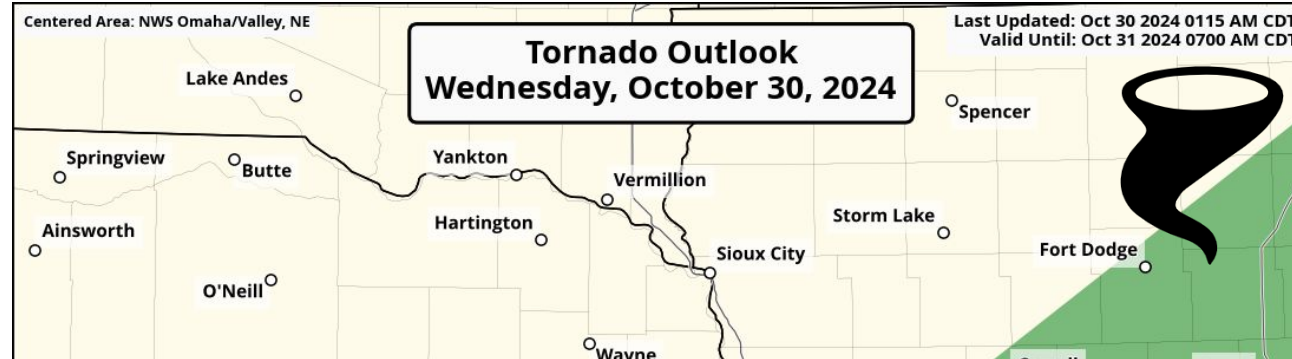 Centered Area: NWS Omaha/Valley, NE
Last Updated: Oct 30 2024 0115 AM CDT
Valid Until: Oct 31 2024 0700 AM CDT
Tornado Outlook
Wednesday, October 30, 2024
Lake Andes
Spencer
Springview
Butte
Yankton
Vermillion
Ainsworth
Hartington
Storm Lake
Fort Dodge
Sioux City
O'Neill
Wayne